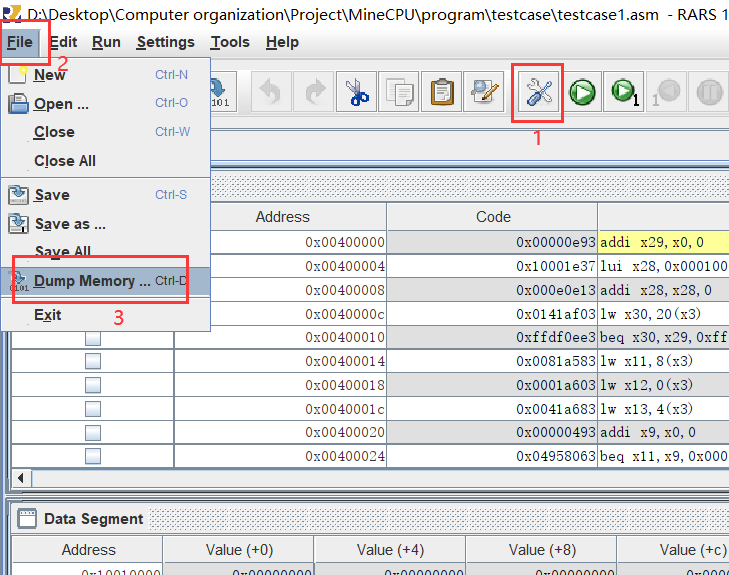 D:\Desktop\Computer organization\Project\MineCPU\program\testcase\testcase1.asm - RARS 1
File Edit Run Settings Tools Help
2
New Ctrl-N
Open ... Ctrl-O
Close Ctrl-W
Close All
Save Ctrl-S
Save as ...
Save All
Dump Memory ... Ctrl-D
Exit
3
101
1
1
1
Address Code
0x00400000 0x00000e93 addi x29,x0,0
0x00400004 0x10001e37 lui x28,0x000100
0x00400008 0x000e0e13 addi x28,x28,0
0x0040000c 0x0141af03 lw x30,20(x3)
0x00400010 0xffdf0ee3 beq x30,x29,0xff
0x00400014 0x0081a583 lw x11,8(x3)
0x00400018 0x0001a603 lw x12,0(x3)
0x0040001c 0x0041a683 lw x13,4(x3)
0x00400020 0x00000493 addi x9,x0,0
0x00400024 0x04958063 beq x11,x9,0x000
Data Segment
Address Value (+0) Value (+4) Value (+8) Value (+c)
0x10010000 0x00000000 0x00000000 0x00000000